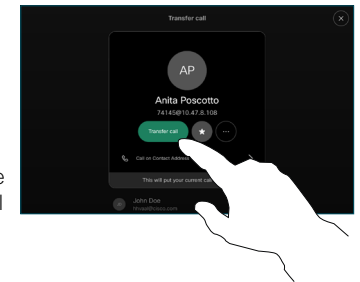 Transfer call
AP
Anita Poscotto
74145@10.47.8.108
Transfer call
Call on Contact Address
This will put your current cal
John Doe